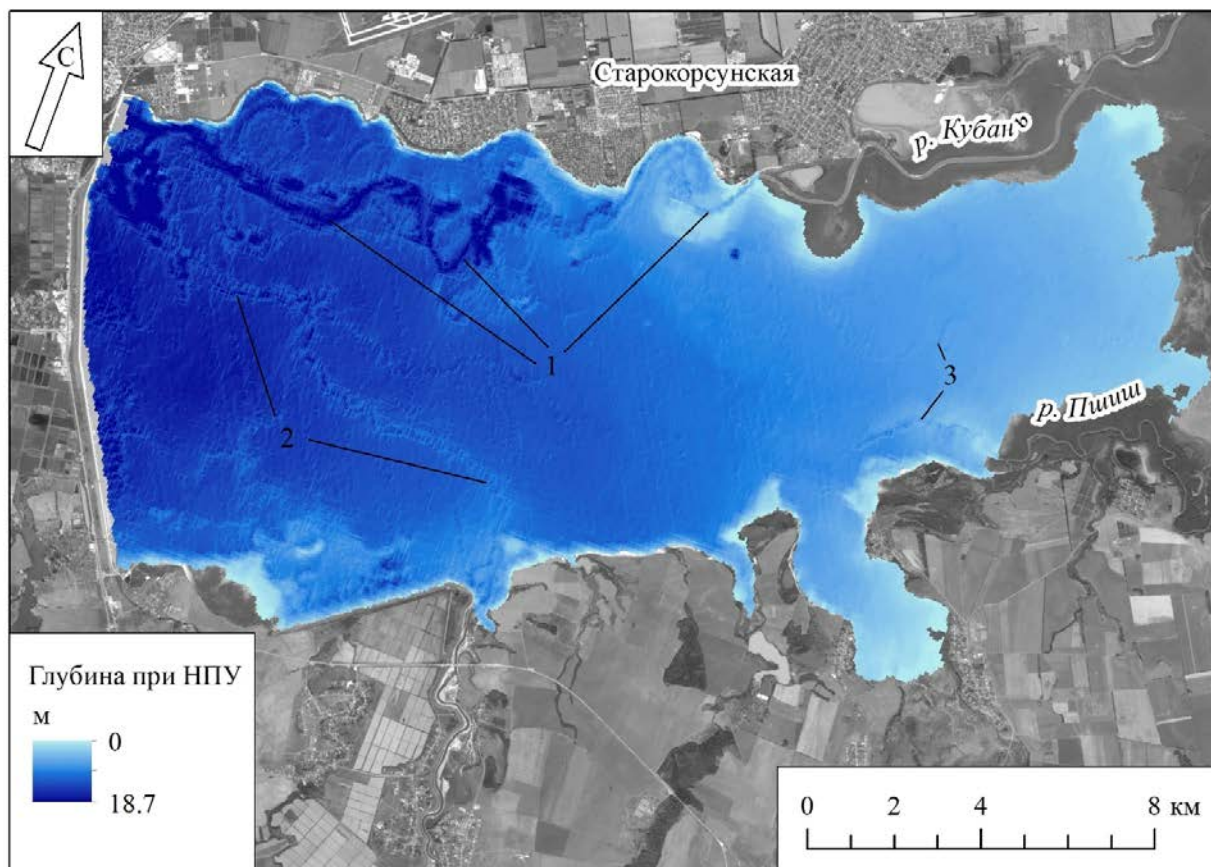 С
Старокорсунская
р. Кубань
1
2
3
р. Пшиш
Глубина при НПУ
м
0
18.7
0 2 4 8 км